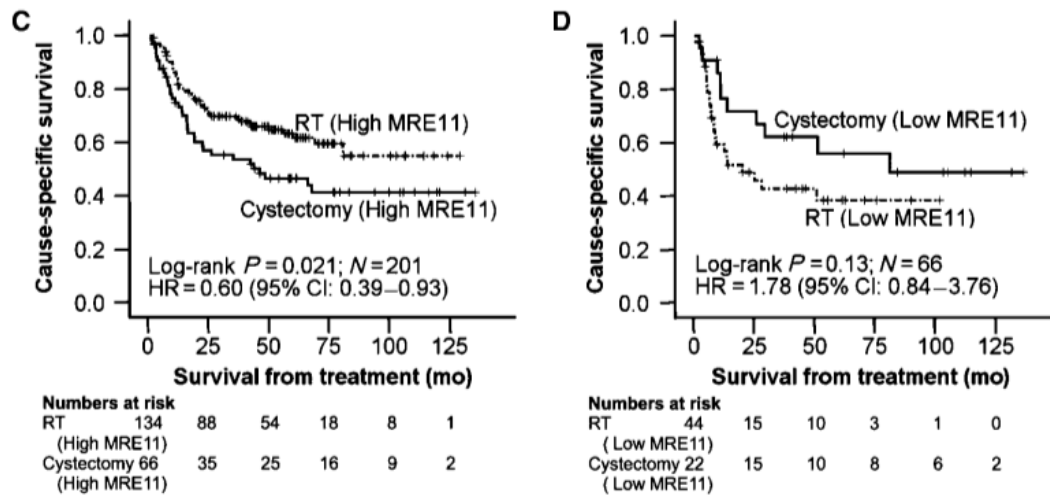 C
Cause-specific survival
1.0
0.8
0.6
0.4
0.2
0.0
RT (High MRE11)
Cystectomy (High MRE11)
Log-rank P = 0.021; N = 201
HR = 0.60 (95% CI: 0.39–0.93)
0 25 50 75 100 125
Survival from treatment (mo)
Numbers at risk
RT 134 88 54 18 8 1
(High MRE11)
Cystectomy 66 35 25 16 9 2
(High MRE11)
D
Cause-specific survival
1.0
0.8
0.6
0.4
0.2
0.0
Cystectomy (Low MRE11)
RT (Low MRE11)
Log-rank P = 0.13; N = 66
HR = 1.78 (95% CI: 0.84–3.76)
0 25 50 75 100 125
Survival from treatment (mo)
Numbers at risk
RT 44 15 10 3 1 0
( Low MRE11)
Cystectomy 22 15 10 8 6 2
( Low MRE11)